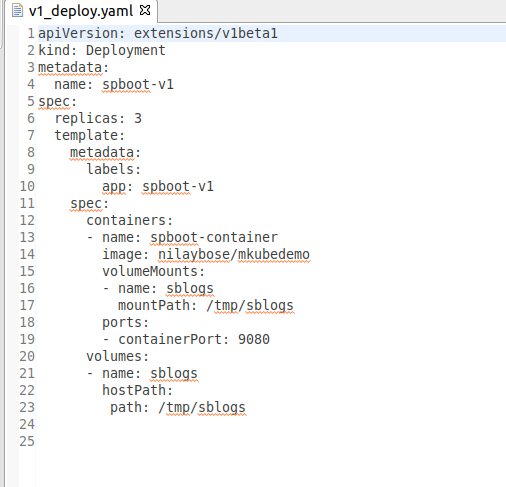 v1_deploy.yaml
1 apiVersion: extensions/v1beta1
2 kind: Deployment
3 metadata:
4   name: spboot-v1
5 spec:
6   replicas: 3
7   template:
8     metadata:
9       labels:
10         app: spboot-v1
11     spec:
12       containers:
13       - name: spboot-container
14         image: nilaybose/mkubedemo
15         volumeMounts:
16         - name: sblogs
17           mountPath: /tmp/sblogs
18         ports:
19         - containerPort: 9080
20       volumes:
21       - name: sblogs
22         hostPath:
23          path: /tmp/sblogs
24
25